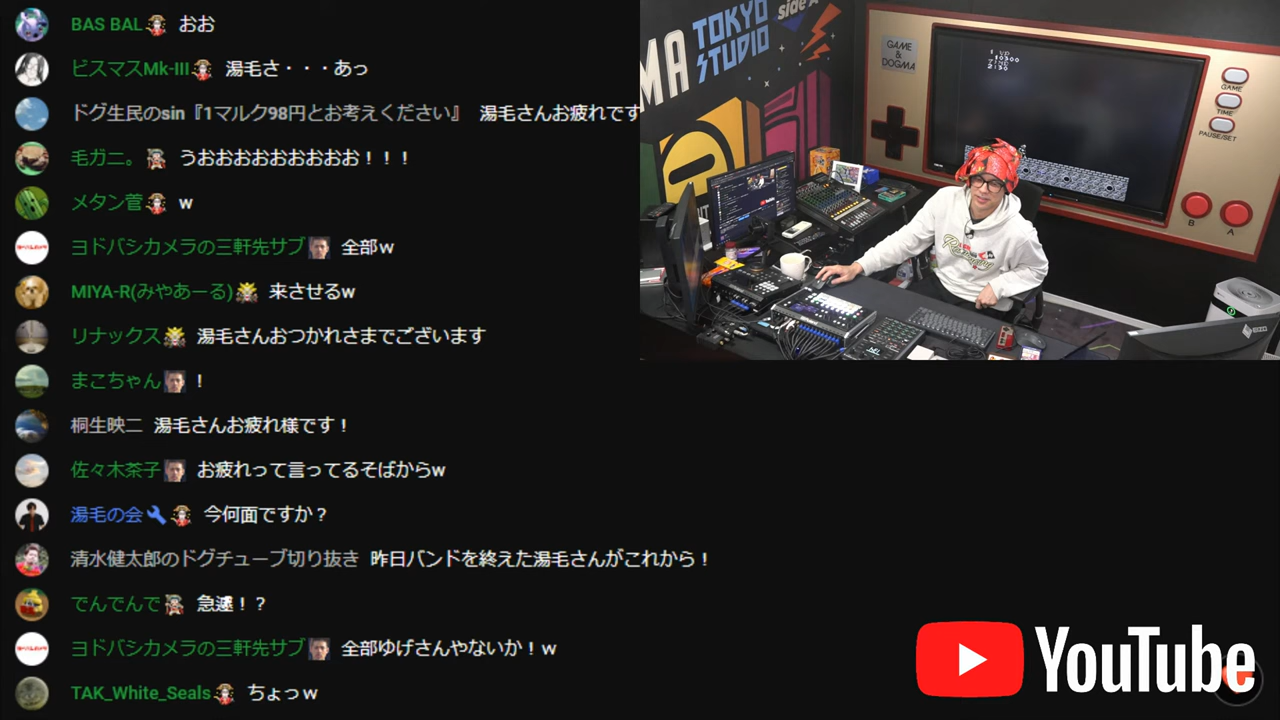 BAS BAL おお
ビスマスMk-III 湯毛さ・・・あっ
ドグ生民のsin『1マルク98円とお考えください』 湯毛さんお疲れです
毛ガニ。 うおおおおおおおおお！！！
メタン菅 w
ヨドバシカメラの三軒先サブ 全部w
MIYA-R(みやあーる) 来させるw
リナックス 湯毛さんおつかれさまでございます
まこちゃん ！
桐生映二 湯毛さんお疲れ様です！
佐々木茶子 お疲れって言ってるそばからw
湯毛の会 今何面ですか？
清水健太郎のドグチューブ切り抜き 昨日バンドを終えた湯毛さんがこれから！
でんでんで 急遽！？
ヨドバシカメラの三軒先サブ 全部ゆげさんやないか！w
TAK_White_Seals ちょっw
MA
TOKYO
STUDIO
side A
GAME
&
DOGMA
GAME
TIME
PAUSE/SET
B
A
YouTube